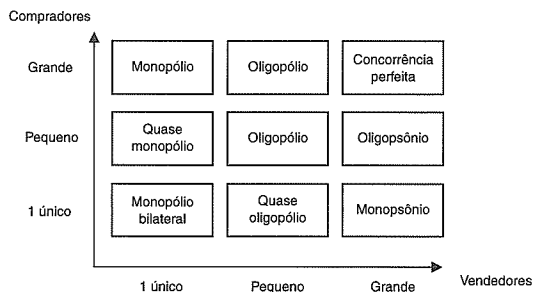 Compradores
Grande
Monopólio
Oligopólio
Concorrência
perfeita
Pequeno
Quase
monopólio
Oligopólio
Oligopsônio
1 único
Monopólio
bilateral
Quase
oligopólio
Monopsônio
1 único
Pequeno
Grande
Vendedores